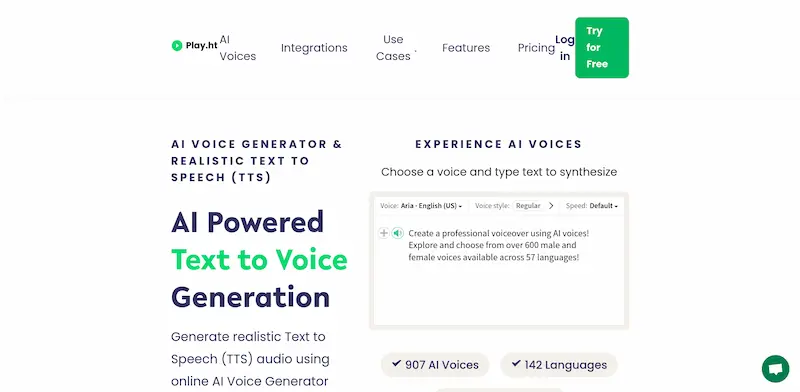 Play.ht
AI
Voices
Integrations
Use
Cases
Features
Pricing
Log
in
Try
for
Free
AI VOICE GENERATOR &
REALISTIC TEXT TO
SPEECH (TTS)
AI Powered
Text to Voice
Generation
Generate realistic Text to
Speech (TTS) audio using
online AI Voice Generator
EXPERIENCE AI VOICES
Choose a voice and type text to synthesize
Voice: Aria - English (US)
Voice style: Regular
Speed: Default
Create a professional voiceover using AI voices!
Explore and choose from over 600 male and
female voices available across 57 languages!
907 AI Voices
142 Languages